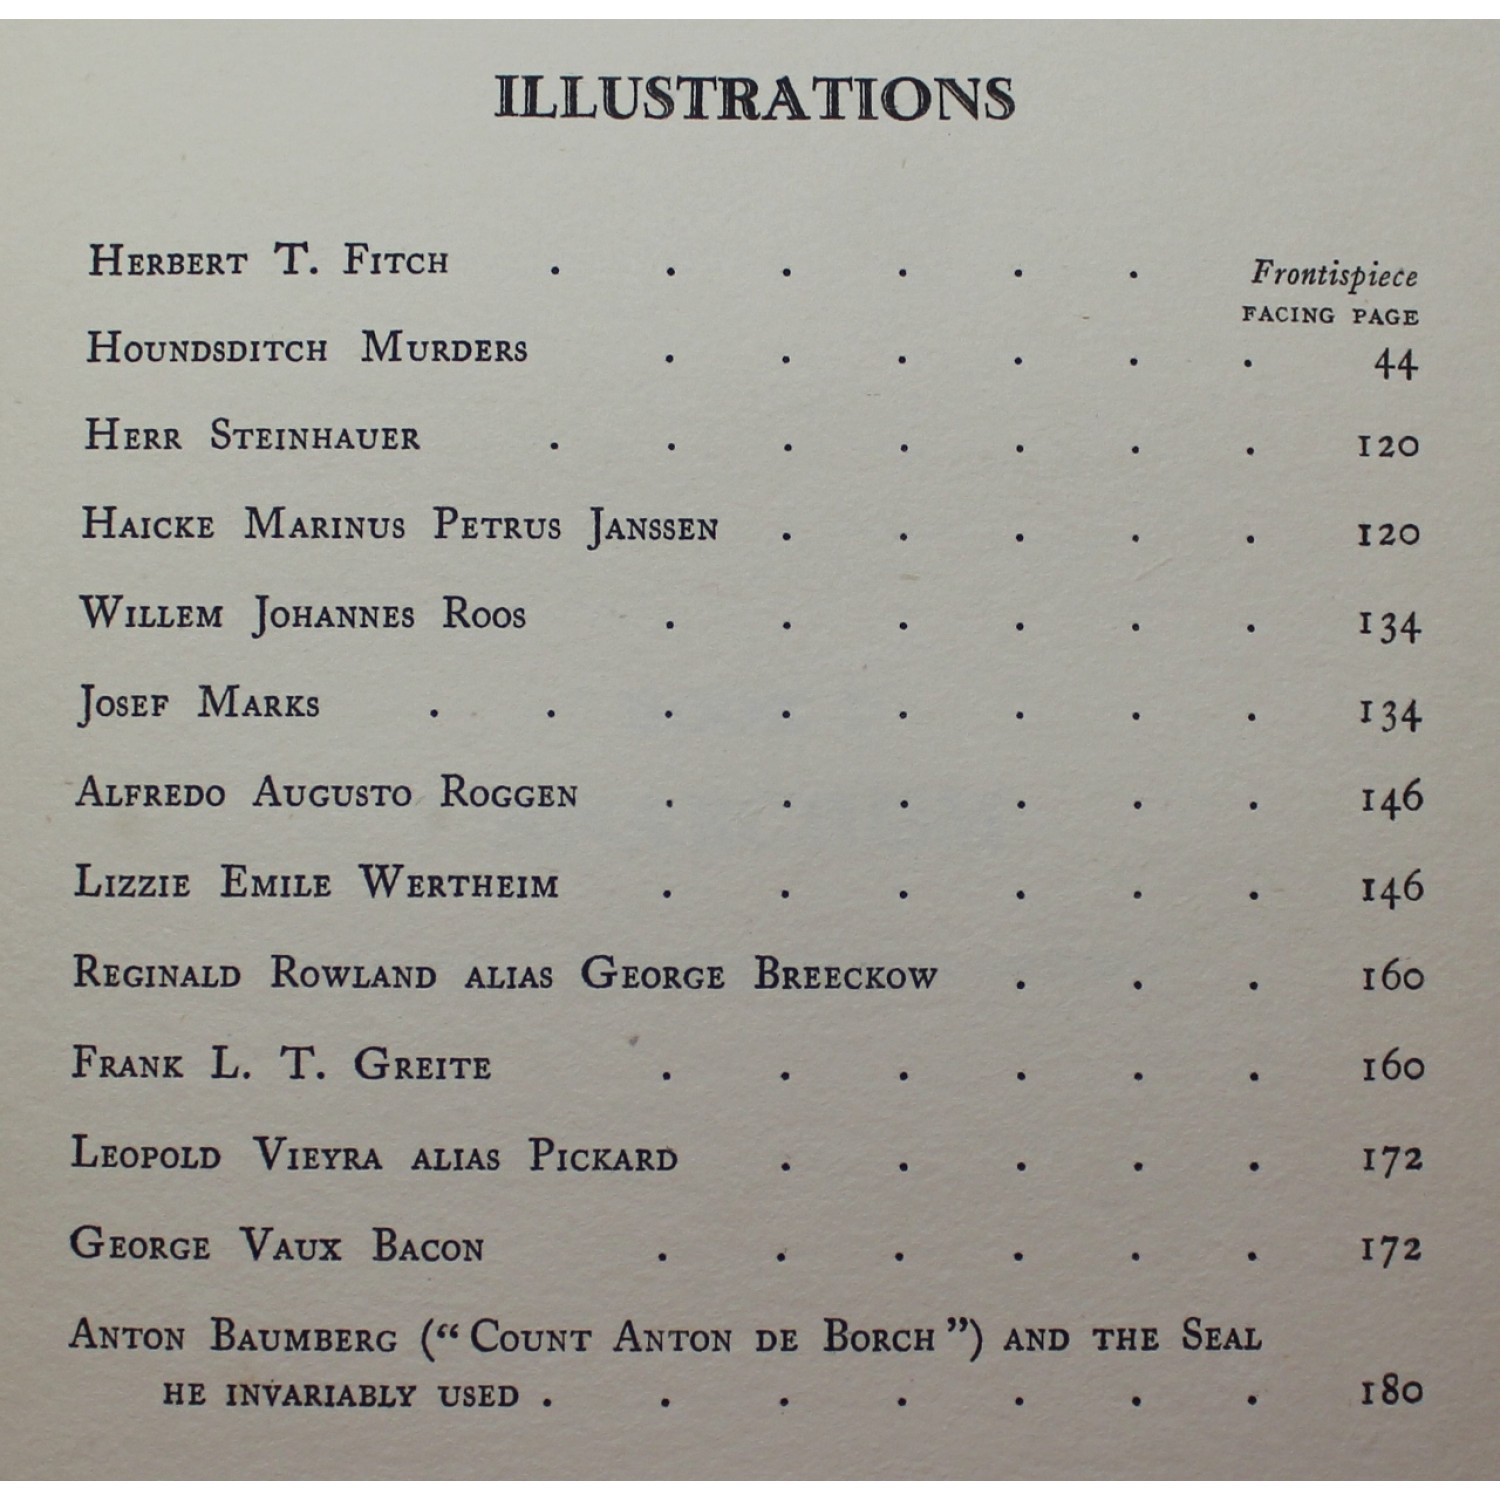 ILLUSTRATIONS
Herbert T. Fitch . . . . . . Frontispiece
FACING PAGE
Houndsditch Murders . . . . . . 44
Herr Steinhauer . . . . . . . 120
Haicke Marinus Petrus Janssen . . . . . 120
Willem Johannes Roos . . . . . . 134
Josef Marks . . . . . . . . 134
Alfredo Augusto Roggen . . . . . . 146
Lizzie Emile Wertheim . . . . . . 146
Reginald Rowland alias George Breeckow . . . 160
Frank L. T. Greite . . . . . . 160
Leopold Vieyra alias Pickard . . . . . 172
George Vaux Bacon . . . . . . 172
Anton Baumberg (“Count Anton de Borch”) and the Seal
he invariably used . . . . . . . 180